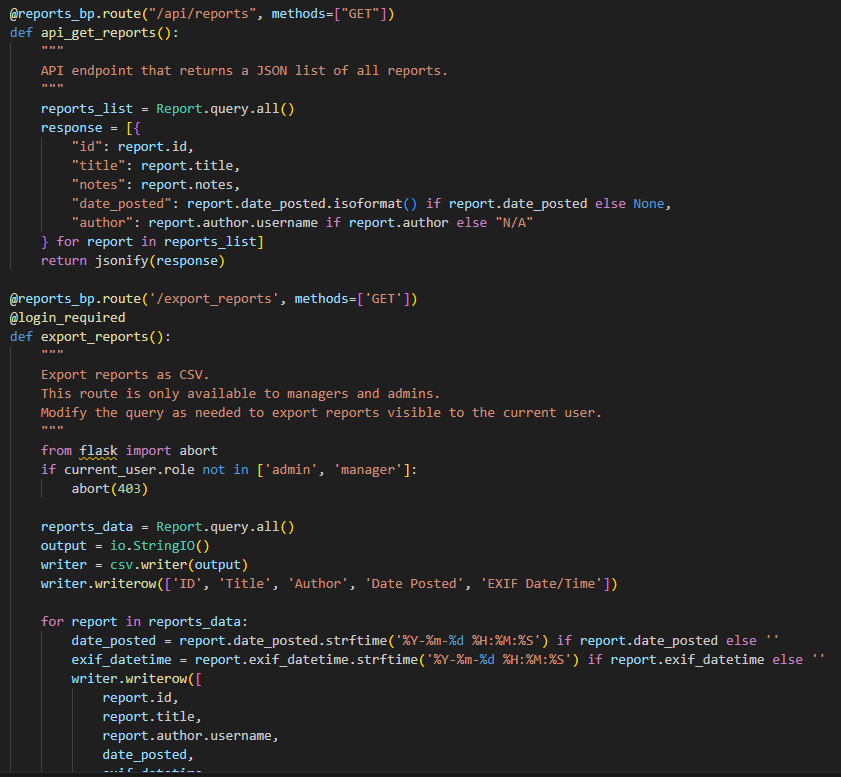 @reports_bp.route("/api/reports", methods=["GET"])
def api_get_reports():
    """
    API endpoint that returns a JSON list of all reports.
    """
    reports_list = Report.query.all()
    response = [{
        "id": report.id,
        "title": report.title,
        "notes": report.notes,
        "date_posted": report.date_posted.isoformat() if report.date_posted else None,
        "author": report.author.username if report.author else "N/A"
    } for report in reports_list]
    return jsonify(response)

@reports_bp.route('/export_reports', methods=['GET'])
@login_required
def export_reports():
    """
    Export reports as CSV.
    This route is only available to managers and admins.
    Modify the query as needed to export reports visible to the current user.
    """
    from flask import abort
    if current_user.role not in ['admin', 'manager']:
        abort(403)

    reports_data = Report.query.all()
    output = io.StringIO()
    writer = csv.writer(output)
    writer.writerow(['ID', 'Title', 'Author', 'Date Posted', 'EXIF Date/Time'])

    for report in reports_data:
        date_posted = report.date_posted.strftime('%Y-%m-%d %H:%M:%S') if report.date_posted else ''
        exif_datetime = report.exif_datetime.strftime('%Y-%m-%d %H:%M:%S') if report.exif_datetime else ''
        writer.writerow([
            report.id,
            report.title,
            report.author.username,
            date_posted,